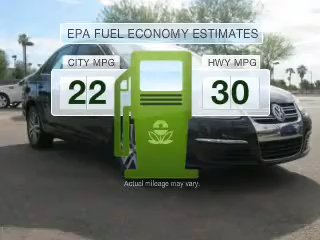 EPA FUEL ECONOMY ESTIMATES
CITY MPG
HWY MPG
22
30
Actual mileage may vary.